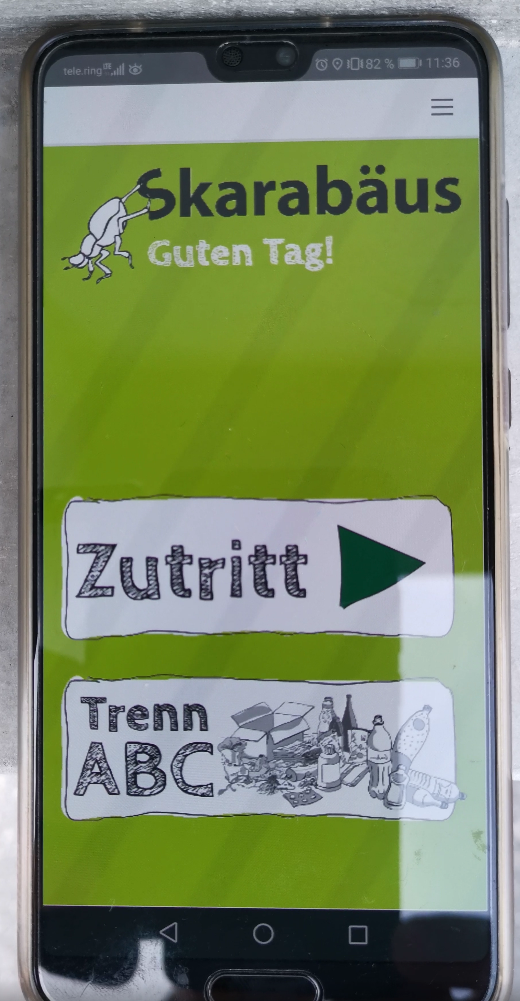 tele.ring 82 % 11:36
Skarabäus
Guten Tag!
Zutritt
Trenn
ABC